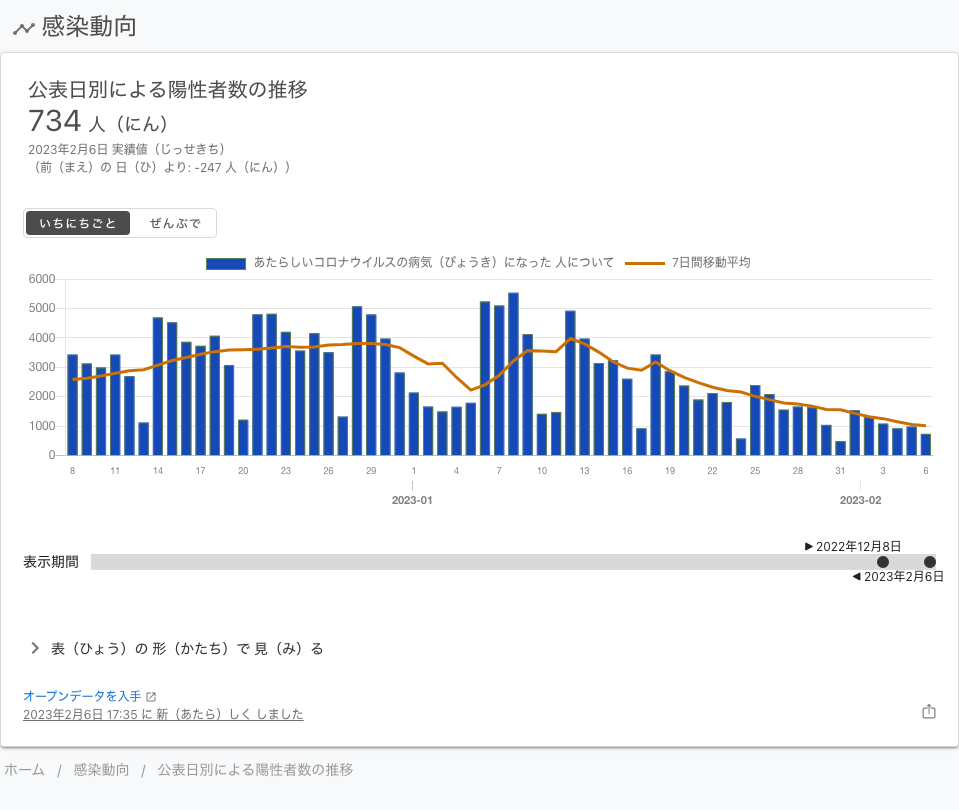 感染動向
公表日別による陽性者数の推移
734 人（にん）
2023年2月6日 実績値（じっせきち）
（前（まえ）の 日（ひ）より: -247 人（にん））
いちにちごと ぜんぶで
あたらしいコロナウイルスの病気（びょうき）になった 人について 7日間移動平均
6000
5000
4000
3000
2000
1000
0
8 11 14 17 20 23 26 29 1 4 7 10 13 16 19 22 25 28 31 3 6
2023-01 2023-02
▶ 2022年12月8日
表示期間
◀ 2023年2月6日
表（ひょう）の 形（かたち）で 見（み）る
オープンデータを入手
2023年2月6日 17:35 に 新（あたら）しく しました
ホーム / 感染動向 / 公表日別による陽性者数の推移